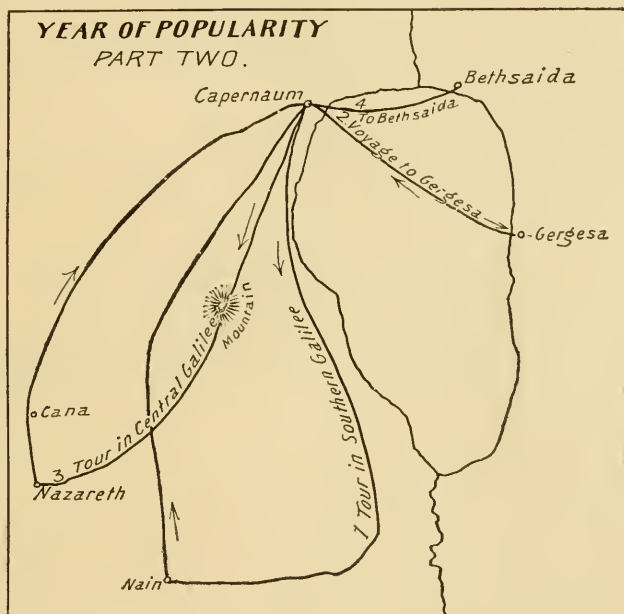 YEAR OF POPULARITY
PART TWO.
Capernaum
Bethsaida
4
To Bethsaida
2. Voyage to Gergesa
Gergesa
Mountain
3 Tour in Central Galilee
1 Tour in Southern Galilee
Cana
Nazareth
Nain